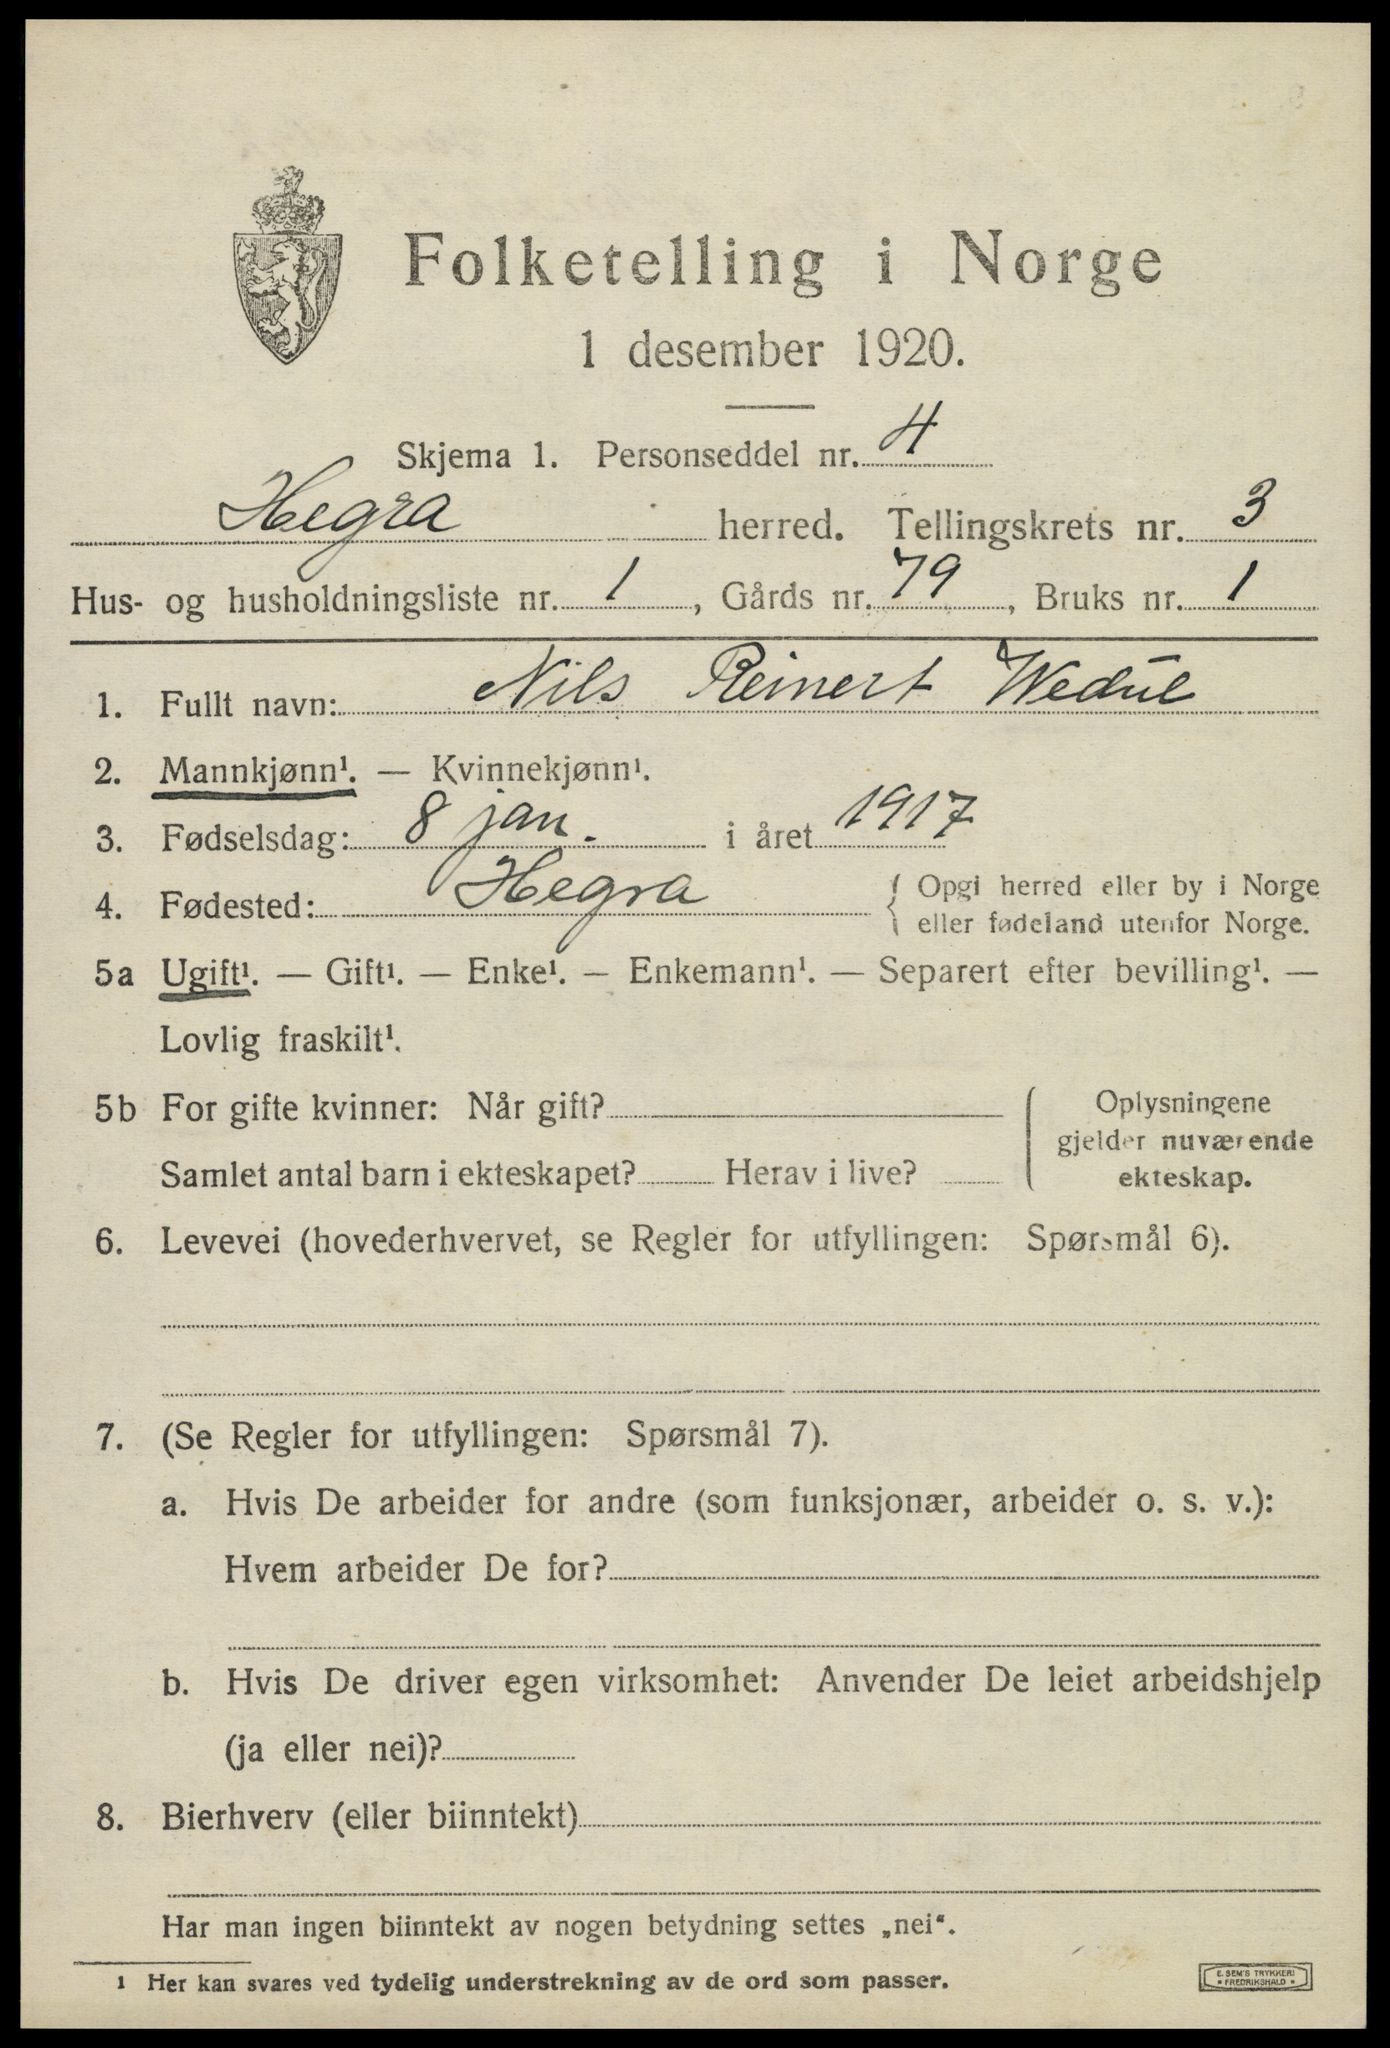 Folketelling i Norge
1 desember 1920.
Skjema 1. Personseddel nr. 4
Hegra herred. Tellingskrets nr. 3
Hus- og husholdningsliste nr. 1, Gårds nr. 79, Bruks nr. 1
1. Fullt navn: Nils Reinert Wedul
2. Mannkjønn¹. — Kvinnekjønn¹.
3. Fødselsdag: 8 jan. i året 1917
4. Fødested: Hegra { Opgi herred eller by i Norge
eller fødeland utenfor Norge.
5a Ugift¹. — Gift¹. — Enke¹. — Enkemann¹. — Separert efter bevilling¹. —
Lovlig fraskilt¹.
5b For gifte kvinner: Når gift?
Samlet antal barn i ekteskapet? Herav i live?
Oplysningene
gjelder nuværende
ekteskap.
6. Levevei (hovederhvervet, se Regler for utfyllingen: Spørsmål 6).
7. (Se Regler for utfyllingen: Spørsmål 7).
a. Hvis De arbeider for andre (som funksjonær, arbeider o. s. v.):
Hvem arbeider De for?
b. Hvis De driver egen virksomhet: Anvender De leiet arbeidshjelp
(ja eller nei)?
8. Bierhverv (eller biinntekt)
Har man ingen biinntekt av nogen betydning settes „nei“.
1 Her kan svares ved tydelig understrekning av de ord som passer.
E. SEM'S TRYKKERI
* FREDRIKSHALD *